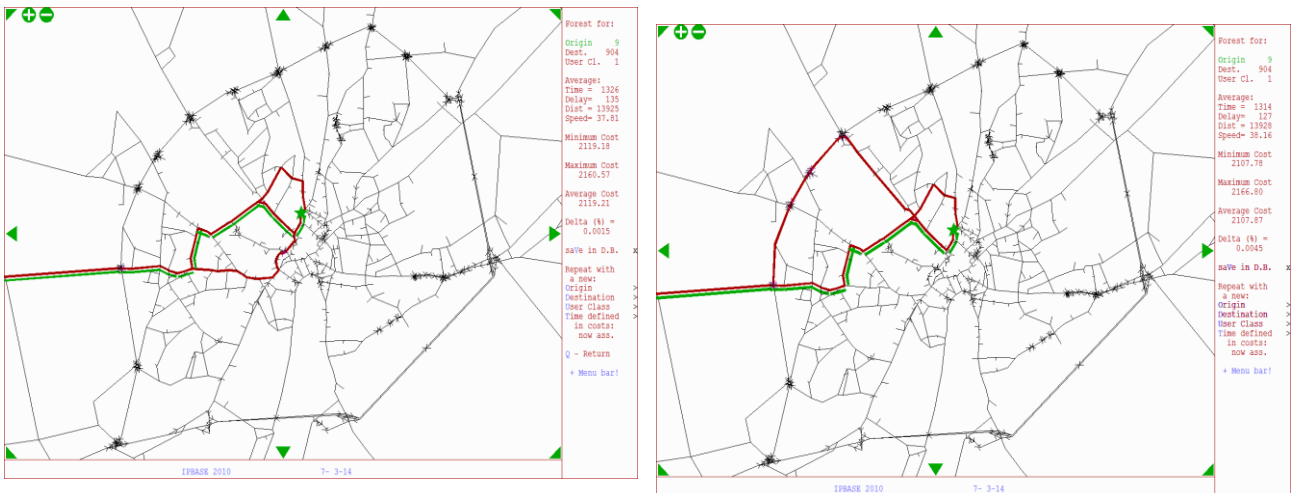 Forest for:
Origin 9
Dest. 904
User Cl. 1
Average:
Time = 1326
Delay= 135
Dist = 13925
Speed= 37.81
Minimum Cost
2119.18
Maximum Cost
2160.57
Average Cost
2119.21
Delta (%) =
0.0015
saVe in D.B. x
Repeat with
a new:
Origin >
Destination >
User Class >
Time defined >
in costs:
now ass.
Q - Return
+ Menu bar!
IPBASE 2010 7- 3-14
Forest for:
Origin 9
Dest. 904
User Cl. 1
Average:
Time = 1314
Delay= 127
Dist = 13928
Speed= 38.16
Minimum Cost
2107.78
Maximum Cost
2166.80
Average Cost
2107.87
Delta (%) =
0.0045
saVe in D.B. x
Repeat with
a new:
Origin >
Destination >
User Class >
Time defined >
in costs:
now ass.
+ Menu bar!
IPBASE 2010 7- 3-14